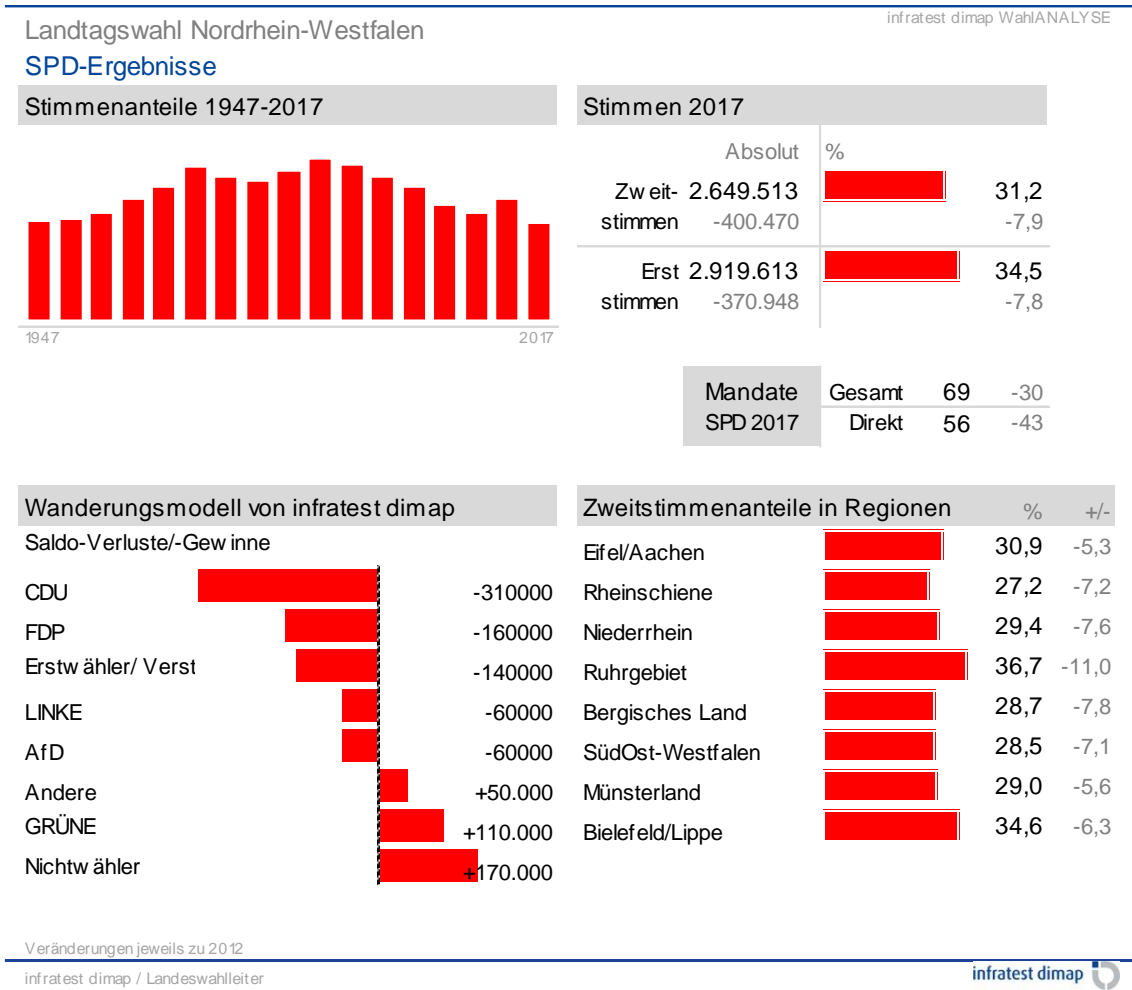 infratest dimap WahlANALYSE
Landtagswahl Nordrhein-Westfalen
SPD-Ergebnisse
Stimmenanteile 1947-2017
1947 2017
Stimmen 2017
Absolut %
Zweit- 2.649.513 31,2
stimmen -400.470 -7,9
Erst 2.919.613 34,5
stimmen -370.948 -7,8
Mandate Gesamt 69 -30
SPD 2017 Direkt 56 -43
Wanderungsmodell von infratest dimap
Saldo-Verluste/-Gewinne
CDU -310000
FDP -160000
Erstwähler/ Verst -140000
LINKE -60000
AfD -60000
Andere +50.000
GRÜNE +110.000
Nichtwähler +170.000
Zweitstimmenanteile in Regionen % +/-
Eifel/Aachen 30,9 -5,3
Rheinschiene 27,2 -7,2
Niederrhein 29,4 -7,6
Ruhrgebiet 36,7 -11,0
Bergisches Land 28,7 -7,8
SüdOst-Westfalen 28,5 -7,1
Münsterland 29,0 -5,6
Bielefeld/Lippe 34,6 -6,3
Veränderungen jeweils zu 2012
infratest dimap / Landeswahlleiter
infratest dimap